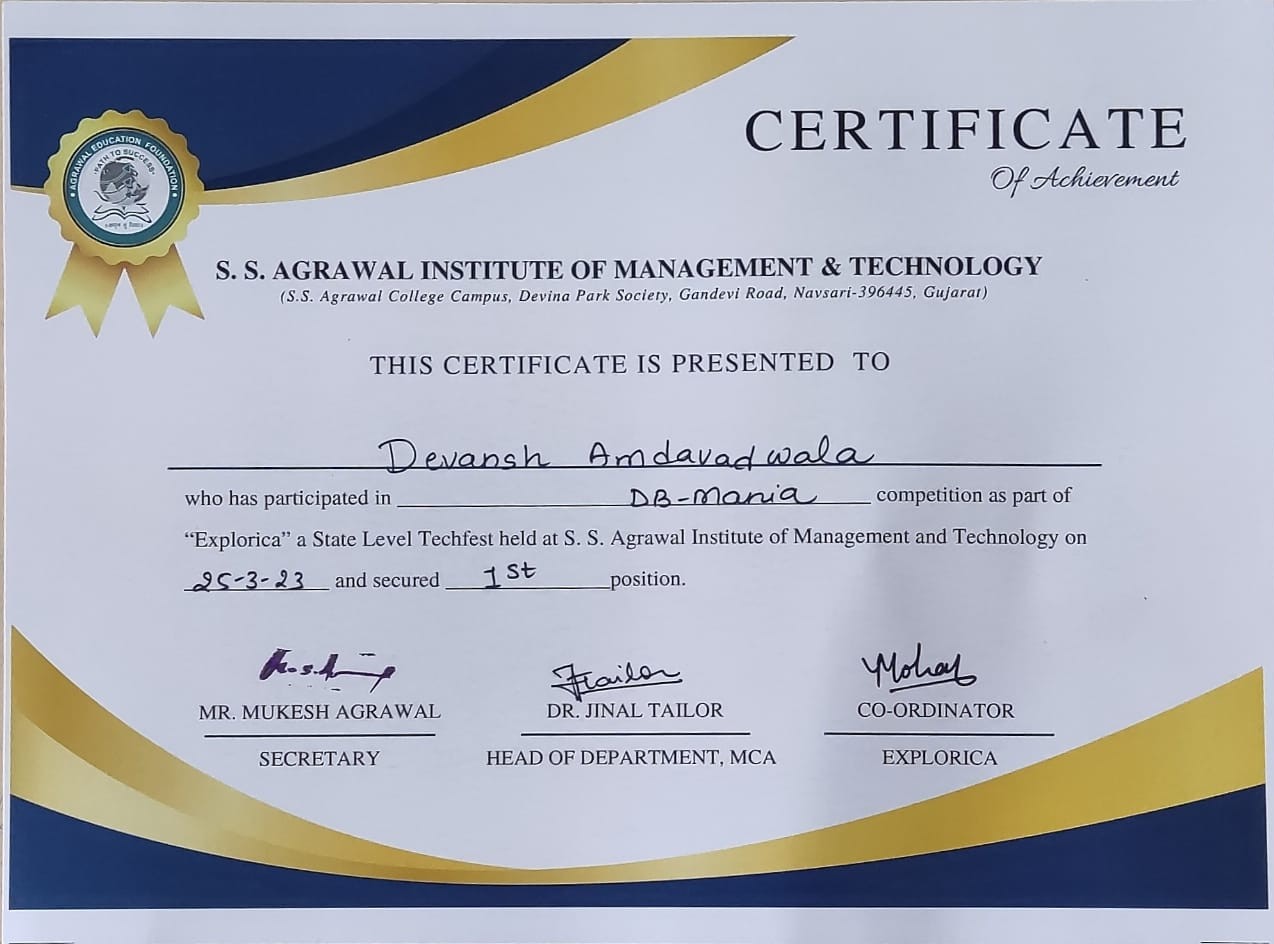 CERTIFICATE
Of Achievement
AGRAWAL EDUCATION FOUNDATION
PATH TO SUCCESS
S. S. AGRAWAL INSTITUTE OF MANAGEMENT & TECHNOLOGY
(S.S. Agrawal College Campus, Devina Park Society, Gandevi Road, Navsari-396445, Gujarat)
THIS CERTIFICATE IS PRESENTED TO
Devansh Amdavadwala
who has participated in DB-Mania competition as part of
“Explorica” a State Level Techfest held at S. S. Agrawal Institute of Management and Technology on
25-3-23 and secured 1st position.
MR. MUKESH AGRAWAL DR. JINAL TAILOR CO-ORDINATOR
SECRETARY HEAD OF DEPARTMENT, MCA EXPLORICA